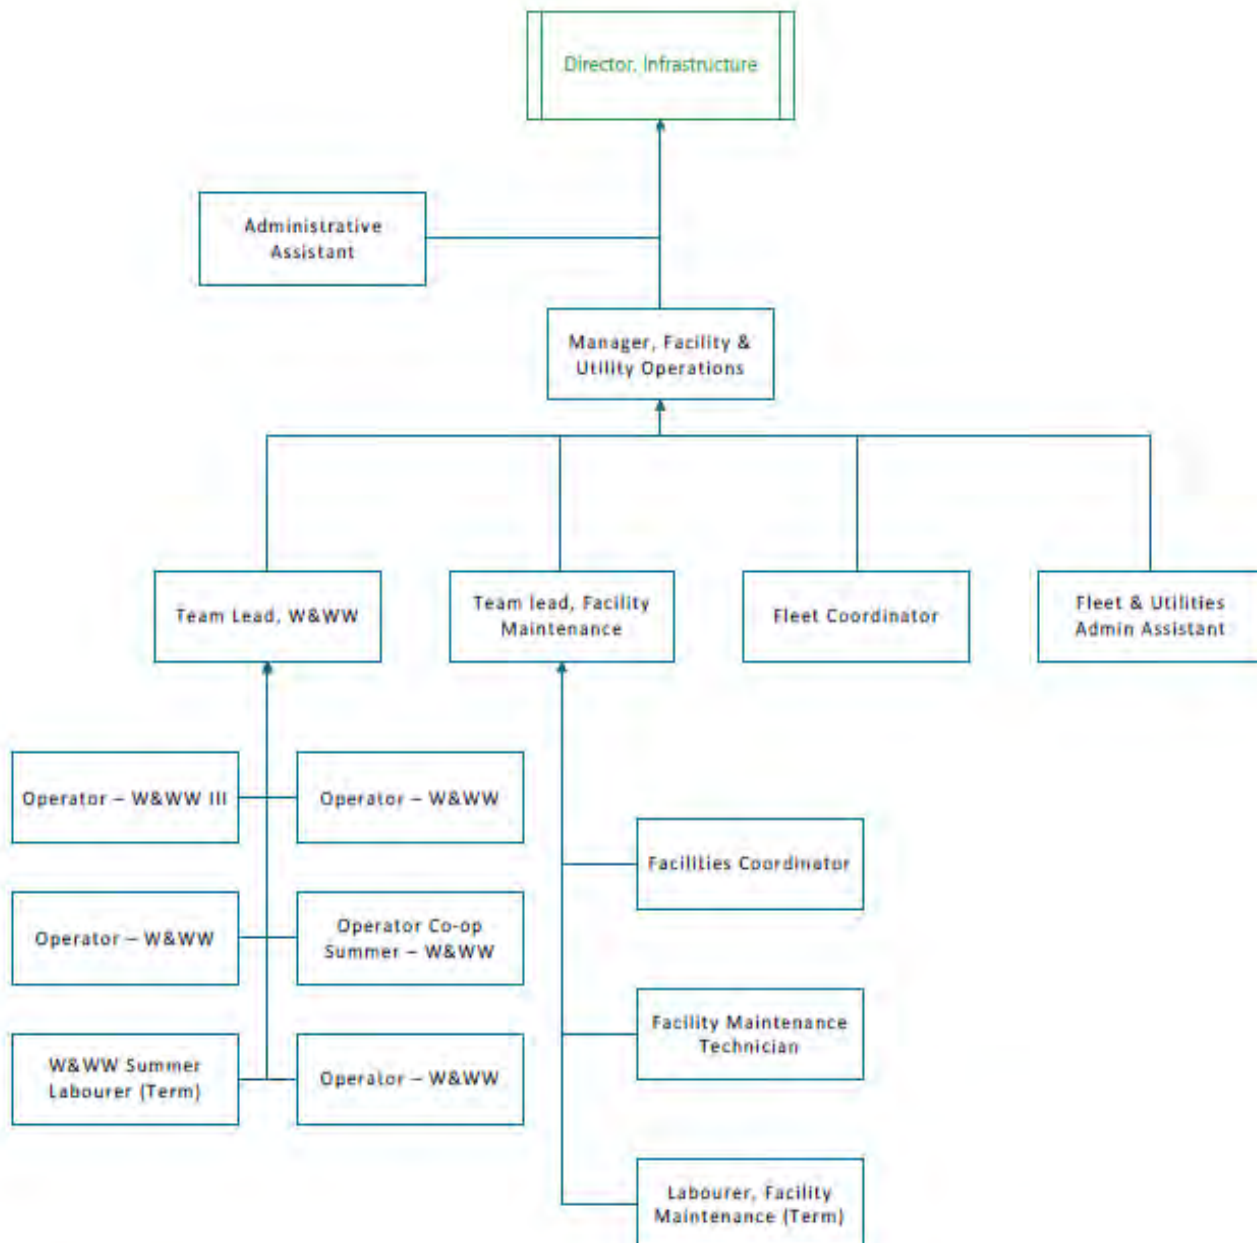 Director, Infrastructure
Administrative
Assistant
Manager, Facility &
Utility Operations
Team Lead, W&WW
Team lead, Facility
Maintenance
Fleet Coordinator
Fleet & Utilities
Admin Assistant
Operator – W&WW III
Operator – W&WW
Operator – W&WW
Operator Co-op
Summer – W&WW
W&WW Summer
Labourer (Term)
Operator – W&WW
Facilities Coordinator
Facility Maintenance
Technician
Labourer, Facility
Maintenance (Term)